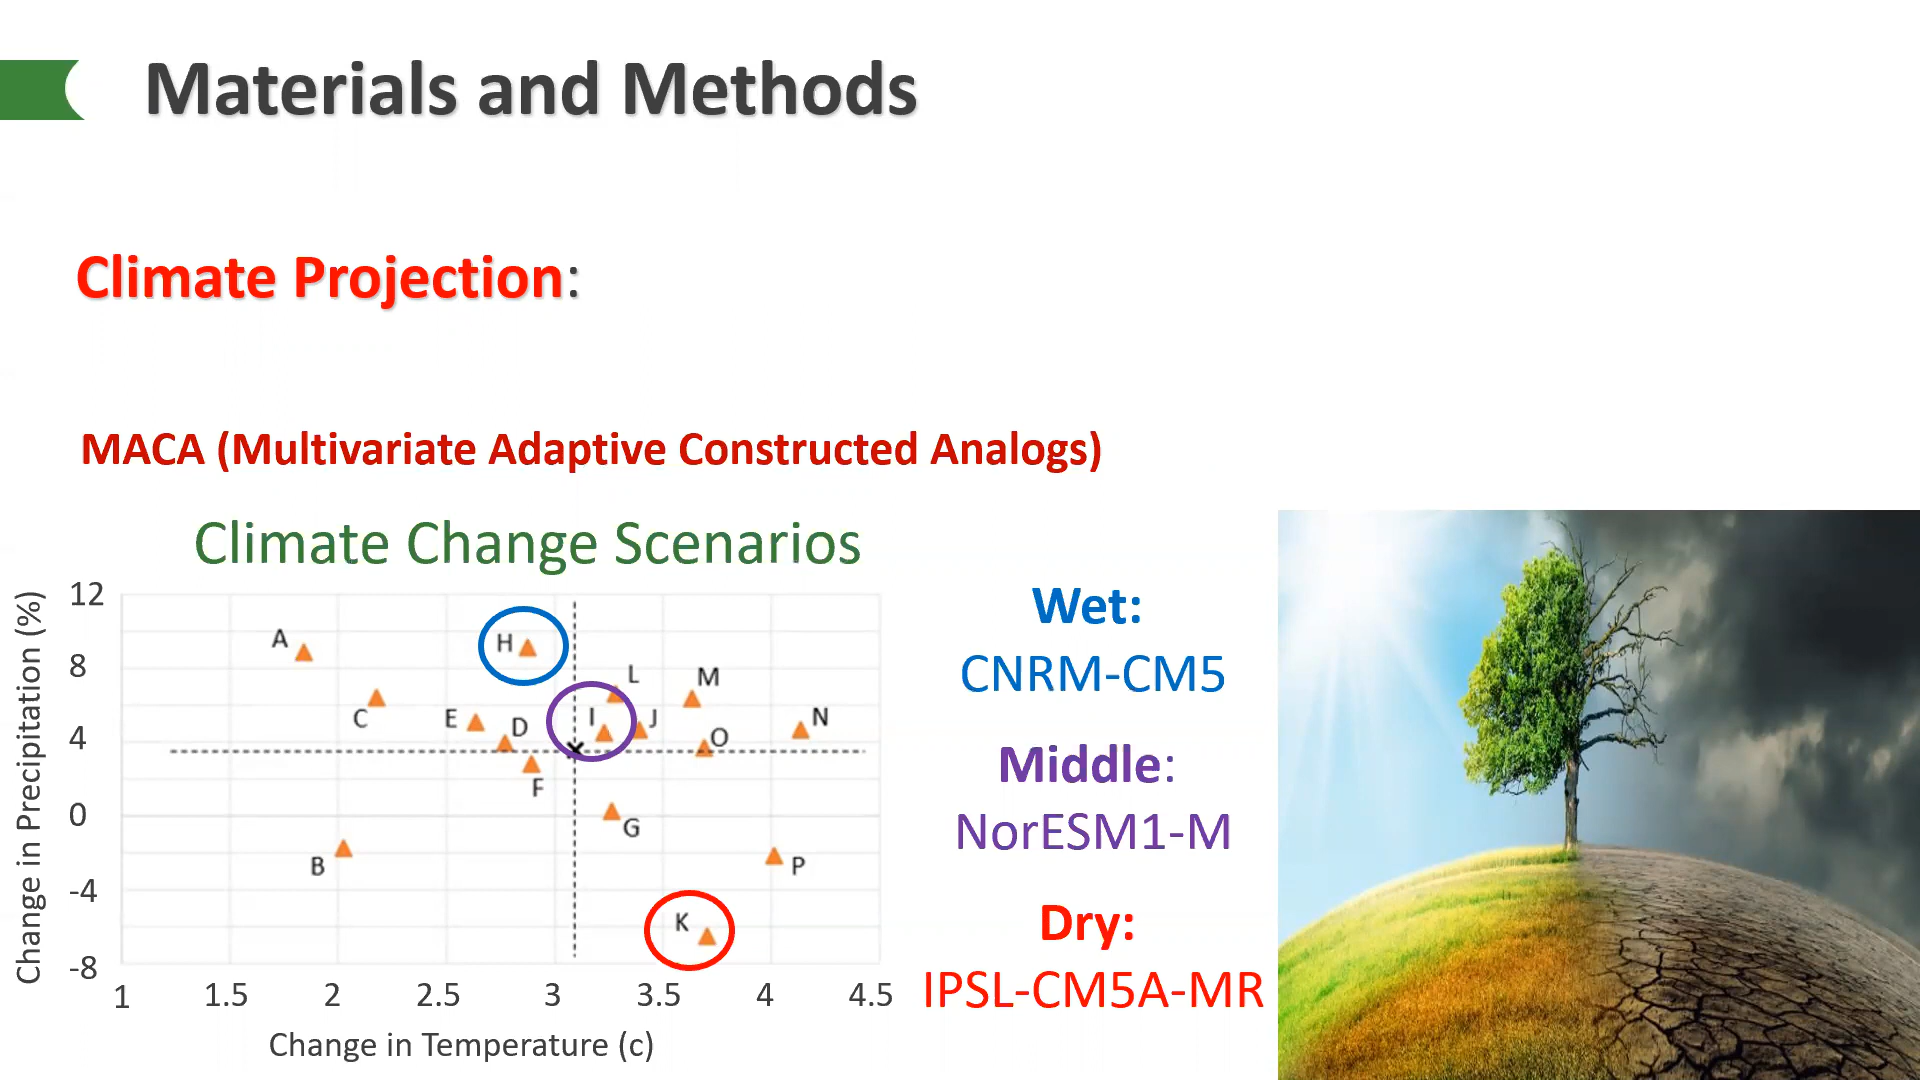 Materials and Methods
Climate Projection:
MACA (Multivariate Adaptive Constructed Analogs)
Climate Change Scenarios
Change in Precipitation (%)
12
8
4
0
-4
-8
A
H
L
M
C
E
D
I
J
O
N
F
G
B
P
K
1 1.5 2 2.5 3 3.5 4 4.5
Change in Temperature (c)
Wet:
CNRM-CM5
Middle:
NorESM1-M
Dry:
IPSL-CM5A-MR